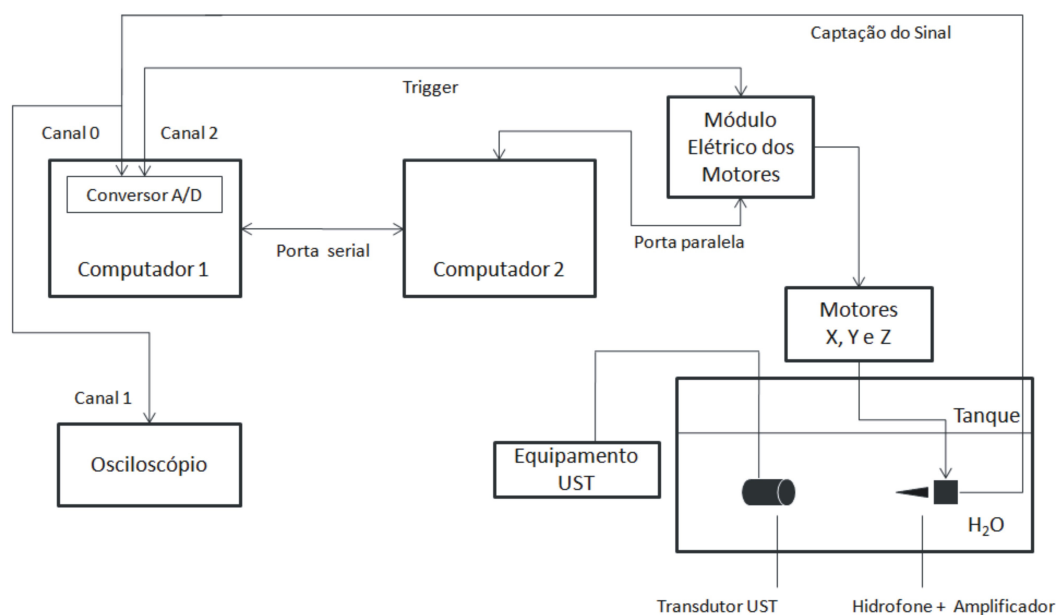 Captação do Sinal
Trigger
Canal 0
Canal 2
Módulo
Elétrico dos
Motores
Conversor A/D
Computador 1
Porta serial
Computador 2
Porta paralela
Motores
X, Y e Z
Canal 1
Osciloscópio
Equipamento
UST
Tanque
H₂O
Transdutor UST
Hidrofone + Amplificador